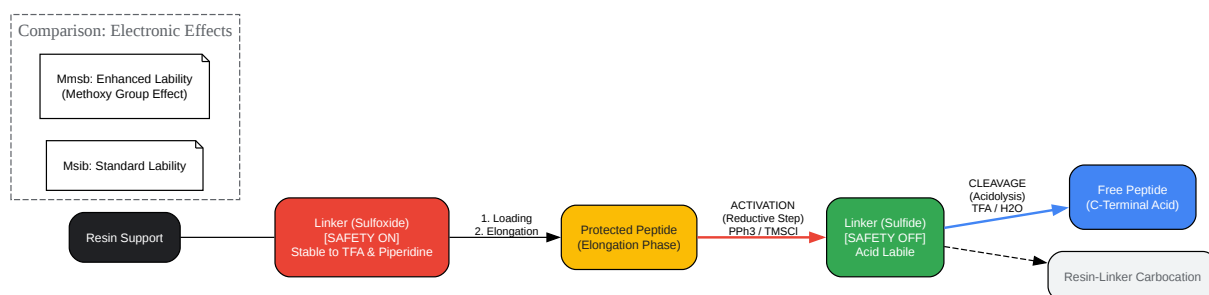 Comparison: Electronic Effects
Mmsb: Enhanced Lability
(Methoxy Group Effect)
Msib: Standard Lability
Resin Support
Linker (Sulfoxide)
[SAFETY ON]
Stable to TFA & Piperidine
1. Loading
2. Elongation
Protected Peptide
(Elongation Phase)
ACTIVATION
(Reductive Step)
PPh3 / TMSCl
Linker (Sulfide)
[SAFETY OFF]
Acid Labile
CLEAVAGE
(Acidolysis)
TFA / H2O
Free Peptide
(C-Terminal Acid)
Resin-Linker Carbocation